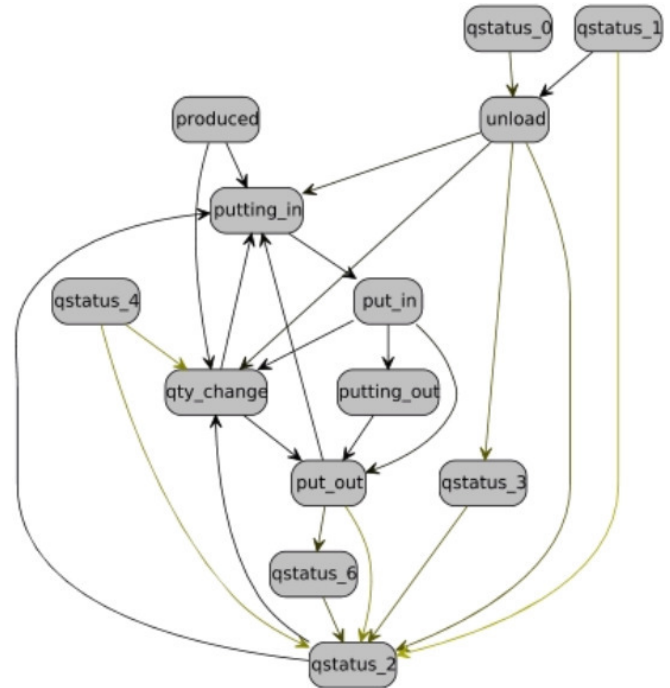 qstatus_0
qstatus_1
produced
unload
putting_in
qstatus_4
put_in
qty_change
putting_out
put_out
qstatus_3
qstatus_6
qstatus_2